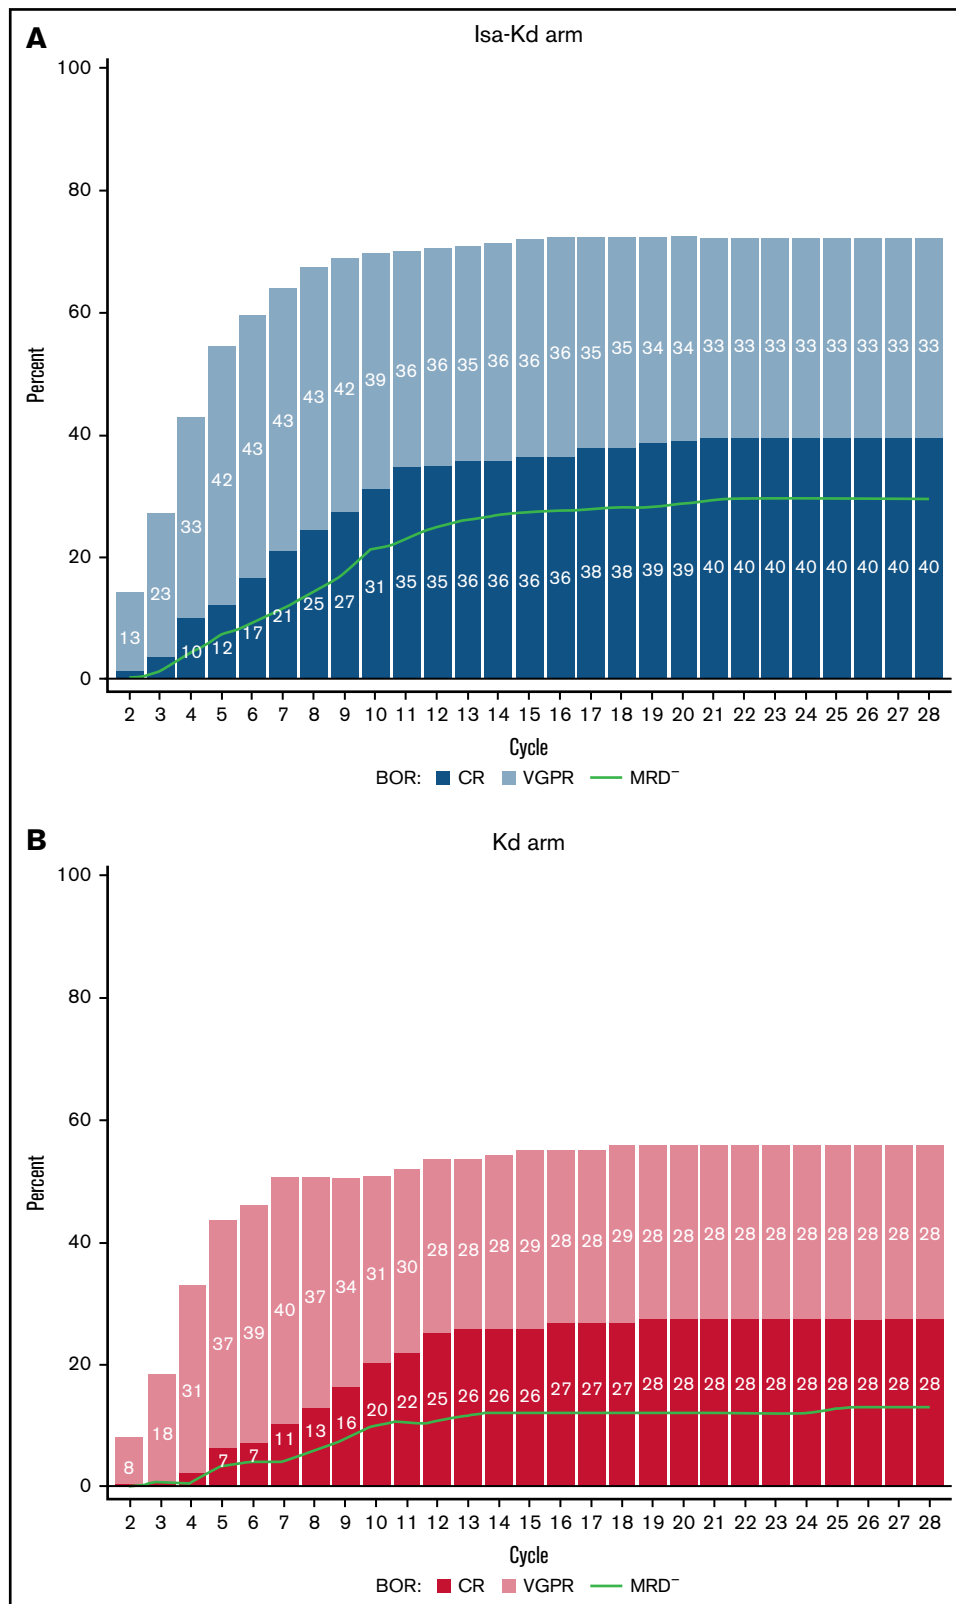 A
Isa-Kd arm
100
80
60
40
20
0
Percent
13 23 33 42 43 43 43 42 39 36 36 35 36 36 36 35 35 34 34 33 33 33 33 33 33 33 33
10 12 17 21 25 27 31 35 35 36 36 36 36 38 38 39 39 40 40 40 40 40 40 40 40
2 3 4 5 6 7 8 9 10 11 12 13 14 15 16 17 18 19 20 21 22 23 24 25 26 27 28
Cycle
BOR: CR VGPR MRD⁻
B
Kd arm
100
80
60
40
20
0
Percent
8 18 31 37 39 40 37 34 31 30 28 28 28 29 28 28 29 28 28 28 28 28 28 28 28 28 28
7 7 11 13 16 20 22 25 26 26 26 27 27 27 28 28 28 28 28 28 28 28 28 28
2 3 4 5 6 7 8 9 10 11 12 13 14 15 16 17 18 19 20 21 22 23 24 25 26 27 28
Cycle
BOR: CR VGPR MRD⁻